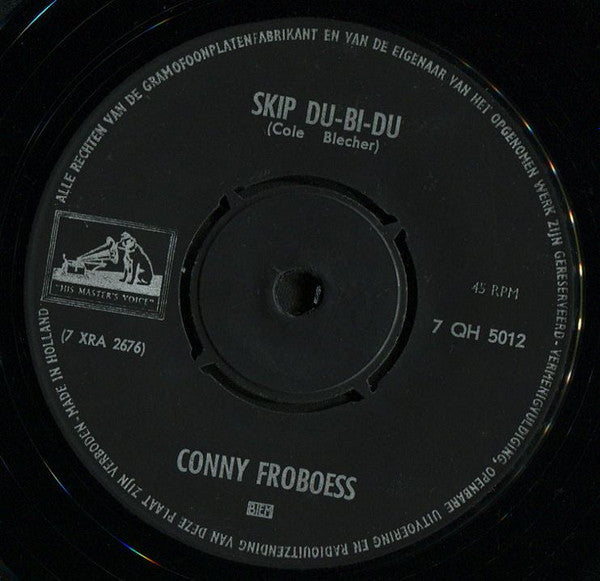 ALLE RECHTEN VAN DE GRAMOFOONPLATENFABRIKANT EN VAN DE EIGENAAR VAN HET OPGENOMEN WERK ZIJN GERESERVEERD - VERMENIGVULDIGING, OPENBARE UITVOERING EN RADIOUITZENDING VAN DEZE PLAAT ZIJN VERBODEN - MADE IN HOLLAND
SKIP DU-BI-DU
(Cole Blecher)
"HIS MASTER'S VOICE"
(7 XRA 2676)
45 RPM
7 QH 5012
CONNY FROBOESS
BIEM